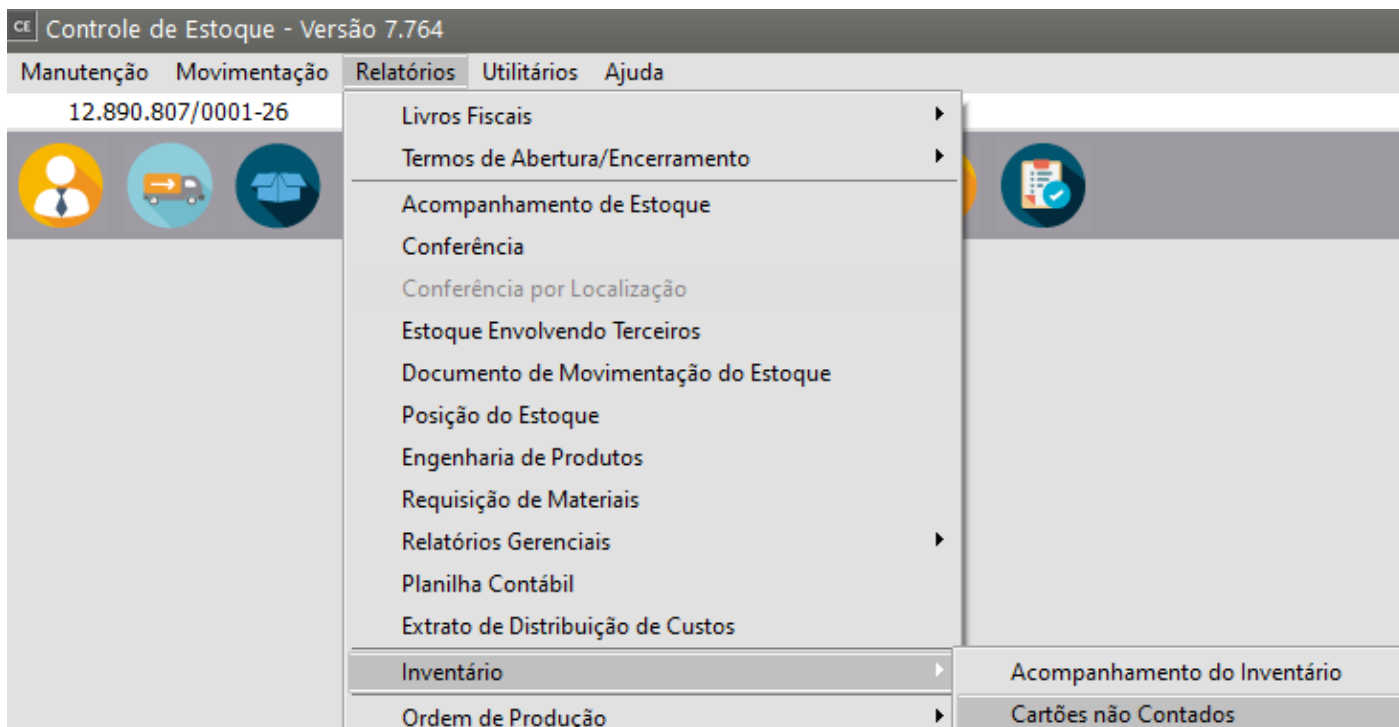 CE Controle de Estoque - Versão 7.764
Manutenção Movimentação Relatórios Utilitários Ajuda
12.890.807/0001-26
Livros Fiscais
Termos de Abertura/Encerramento
Acompanhamento de Estoque
Conferência
Conferência por Localização
Estoque Envolvendo Terceiros
Documento de Movimentação do Estoque
Posição do Estoque
Engenharia de Produtos
Requisição de Materiais
Relatórios Gerenciais
Planilha Contábil
Extrato de Distribuição de Custos
Inventário
Acompanhamento do Inventário
Ordem de Produção
Cartões não Contados